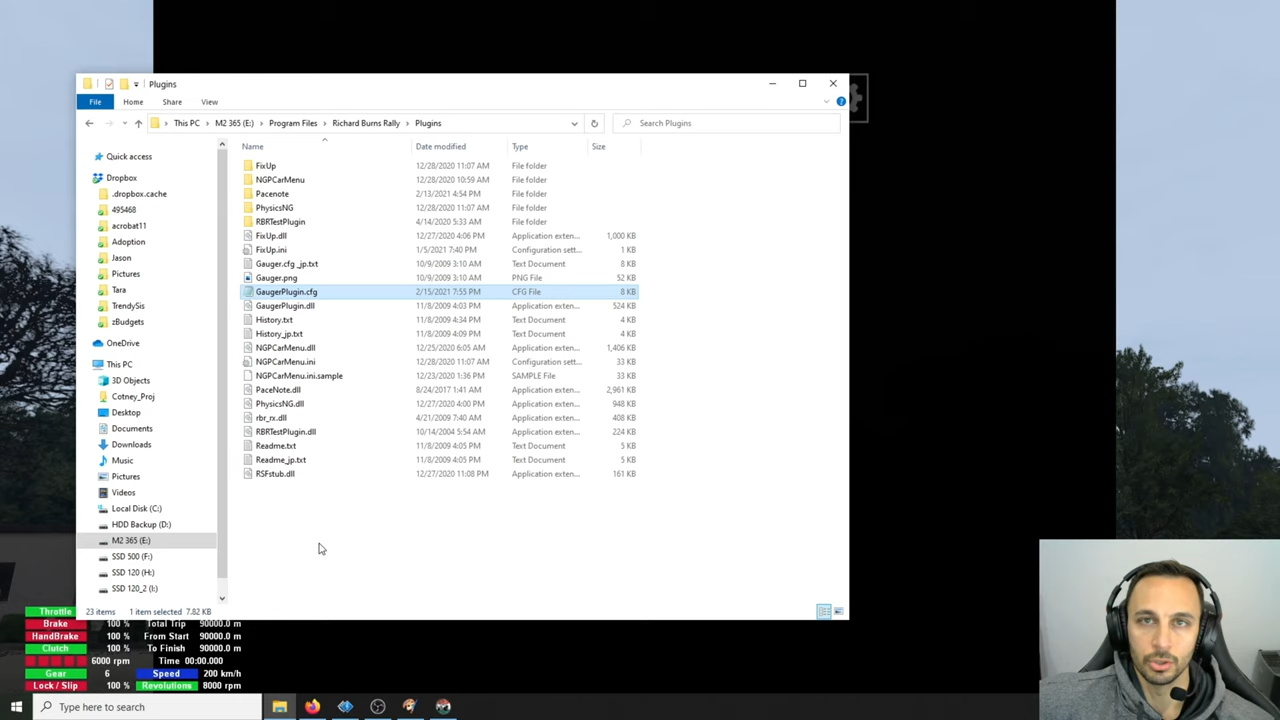 Plugins
File Home Share View
This PC > M2 365 (E:) > Program Files > Richard Burns Rally > Plugins
Search Plugins
Name Date modified Type Size
Quick access
Dropbox
.dropbox.cache
495468
acrobat11
Adoption
Jason
Pictures
Tara
TrendySis
zBudgets
OneDrive
This PC
3D Objects
Cotney_Proj
Desktop
Documents
Downloads
Music
Pictures
Videos
Local Disk (C:)
HDD Backup (D:)
M2 365 (E:)
SSD 500 (F:)
SSD 120 (H:)
SSD 120_2 (I:)
FixUp 12/28/2020 11:07 AM File folder
NGPCarMenu 12/28/2020 10:59 AM File folder
Pacenote 2/13/2021 4:54 PM File folder
PhysicsNG 12/28/2020 11:07 AM File folder
RBRTestPlugin 4/14/2020 5:33 AM File folder
FixUp.dll 12/27/2020 4:06 PM Application exten... 1,000 KB
FixUp.ini 1/5/2021 7:40 PM Configuration sett... 1 KB
Gauger.cfg _jp.txt 10/9/2009 3:10 AM Text Document 8 KB
Gauger.png 10/9/2009 3:10 AM PNG File 52 KB
GaugerPlugin.cfg 2/15/2021 7:55 PM CFG File 8 KB
GaugerPlugin.dll 11/8/2009 4:03 PM Application exten... 524 KB
History.txt 11/8/2009 4:34 PM Text Document 4 KB
History_jp.txt 11/8/2009 4:09 PM Text Document 4 KB
NGPCarMenu.dll 12/25/2020 6:05 AM Application exten... 1,406 KB
NGPCarMenu.ini 12/28/2020 11:07 AM Configuration sett... 33 KB
NGPCarMenu.ini.sample 12/23/2020 1:36 PM SAMPLE File 33 KB
PaceNote.dll 8/24/2017 1:41 AM Application exten... 2,961 KB
PhysicsNG.dll 12/27/2020 4:00 PM Application exten... 948 KB
rbr_rx.dll 4/21/2009 7:40 AM Application exten... 408 KB
RBRTestPlugin.dll 10/14/2004 5:54 AM Application exten... 224 KB
Readme.txt 11/8/2009 4:05 PM Text Document 5 KB
Readme_jp.txt 11/8/2009 4:05 PM Text Document 5 KB
RSFstub.dll 12/27/2020 11:08 PM Application exten... 161 KB
23 items 1 item selected 7.82 KB
Throttle
Brake 100 % Total Trip 90000.0 m
HandBrake 100 % From Start 90000.0 m
Clutch 100 % To Finish 90000.0 m
6000 rpm Time 00:00.000
Gear 6 Speed 200 km/h
Lock / Slip 100 % Revolutions 8000 rpm
Type here to search